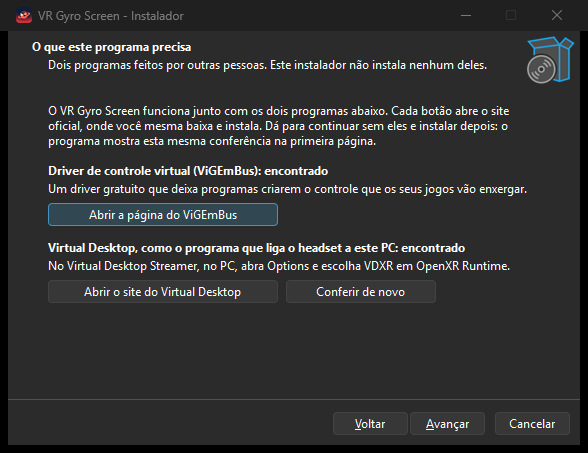 VR Gyro Screen - Instalador
O que este programa precisa
Dois programas feitos por outras pessoas. Este instalador não instala nenhum deles.
O VR Gyro Screen funciona junto com os dois programas abaixo. Cada botão abre o site
oficial, onde você mesma baixa e instala. Dá para continuar sem eles e instalar depois: o
programa mostra esta mesma conferência na primeira página.
Driver de controle virtual (ViGEmBus): encontrado
Um driver gratuito que deixa programas criarem o controle que os seus jogos vão enxergar.
Abrir a página do ViGEmBus
Virtual Desktop, como o programa que liga o headset a este PC: encontrado
No Virtual Desktop Streamer, no PC, abra Options e escolha VDXR em OpenXR Runtime.
Abrir o site do Virtual Desktop
Conferir de novo
Voltar
Avançar
Cancelar